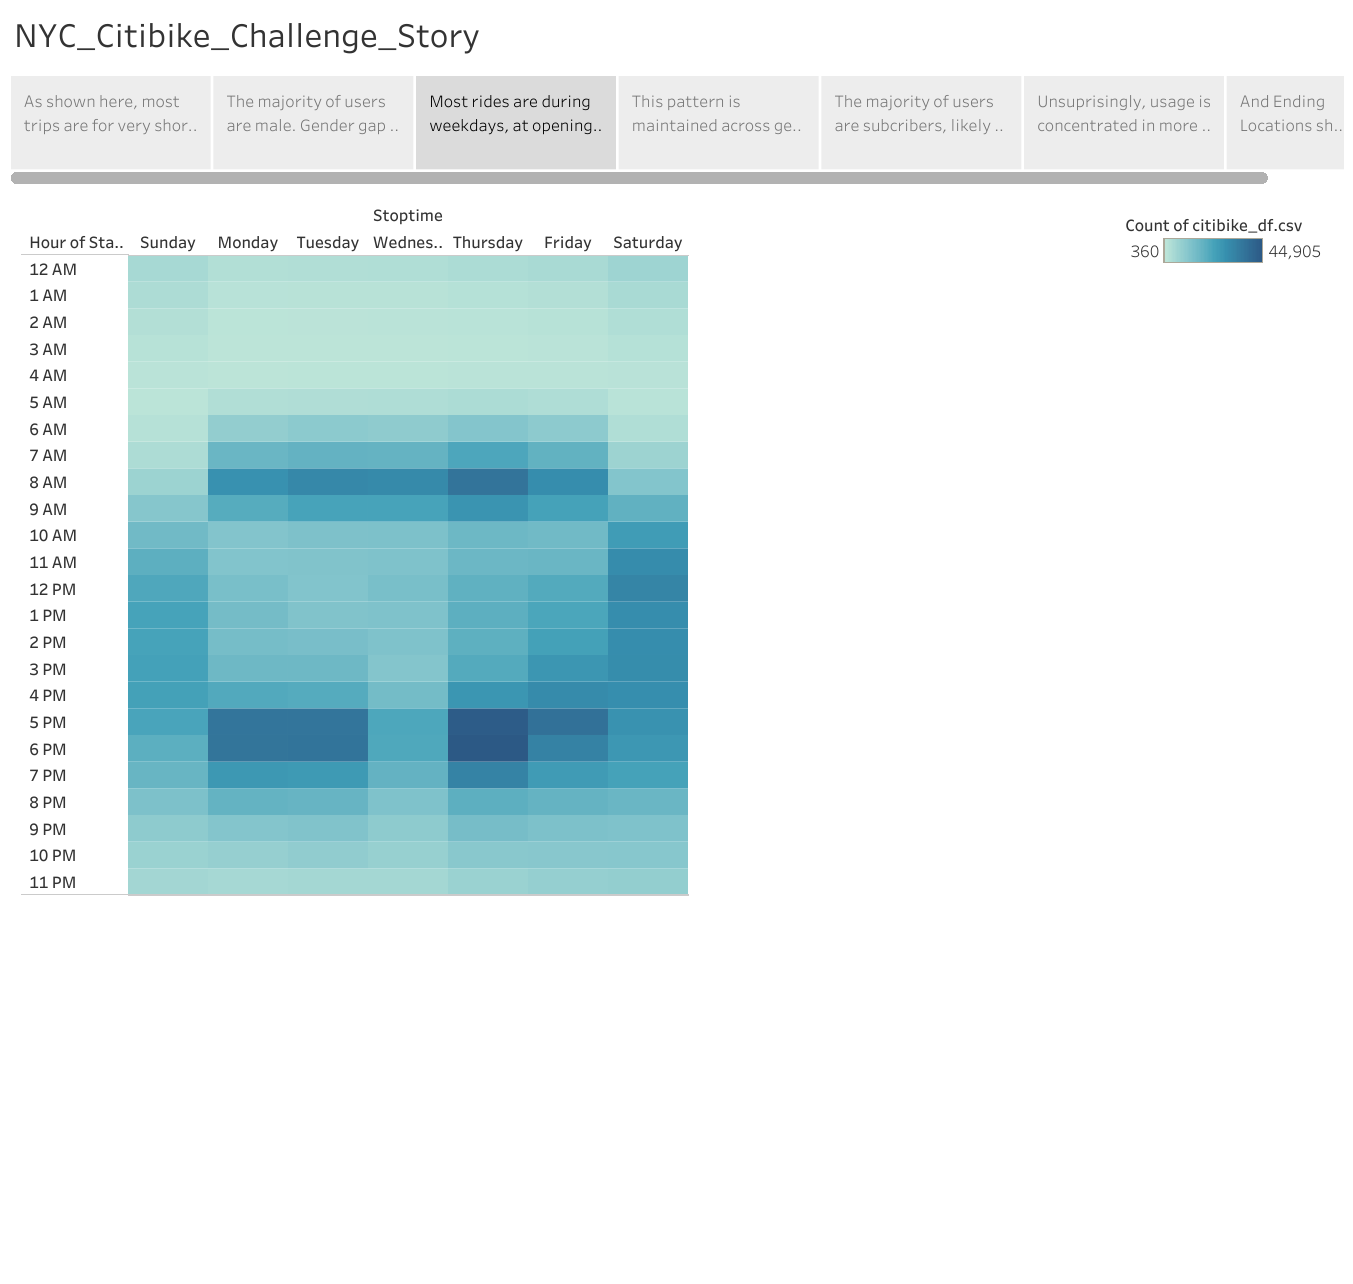 NYC_Citibike_Challenge_Story
As shown here, most
trips are for very shor..
The majority of users
are male. Gender gap ..
Most rides are during
weekdays, at opening..
This pattern is
maintained across ge..
The majority of users
are subcribers, likely ..
Unsuprisingly, usage is
concentrated in more ..
And Ending
Locations sh..
Stoptime
Hour of Sta.. Sunday Monday Tuesday Wednes.. Thursday Friday Saturday
12 AM
1 AM
2 AM
3 AM
4 AM
5 AM
6 AM
7 AM
8 AM
9 AM
10 AM
11 AM
12 PM
1 PM
2 PM
3 PM
4 PM
5 PM
6 PM
7 PM
8 PM
9 PM
10 PM
11 PM
Count of citibike_df.csv
360 44,905